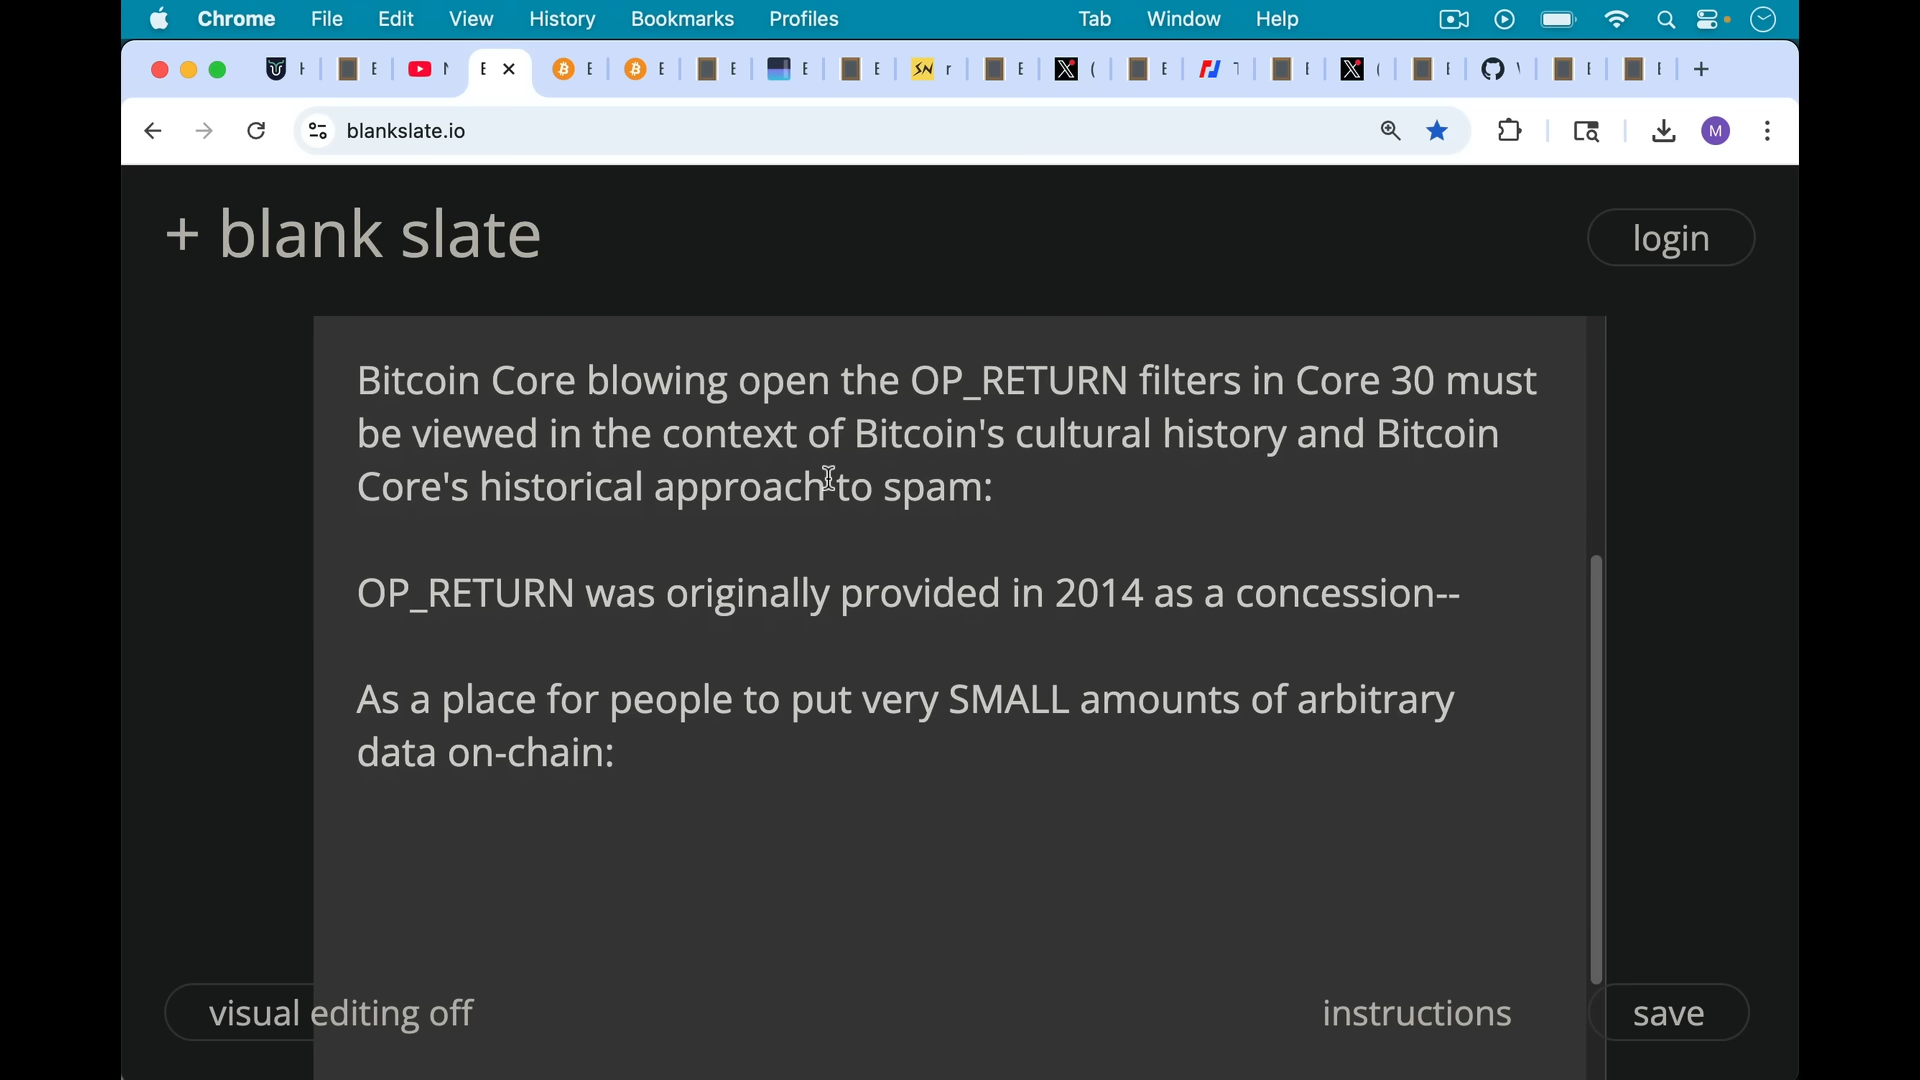 Chrome File Edit View History Bookmarks Profiles Tab Window Help
blankslate.io
M
+ blank slate
login
Bitcoin Core blowing open the OP_RETURN filters in Core 30 must
be viewed in the context of Bitcoin's cultural history and Bitcoin
Core's historical approach to spam:
OP_RETURN was originally provided in 2014 as a concession--
As a place for people to put very SMALL amounts of arbitrary
data on-chain:
visual editing off
instructions
save